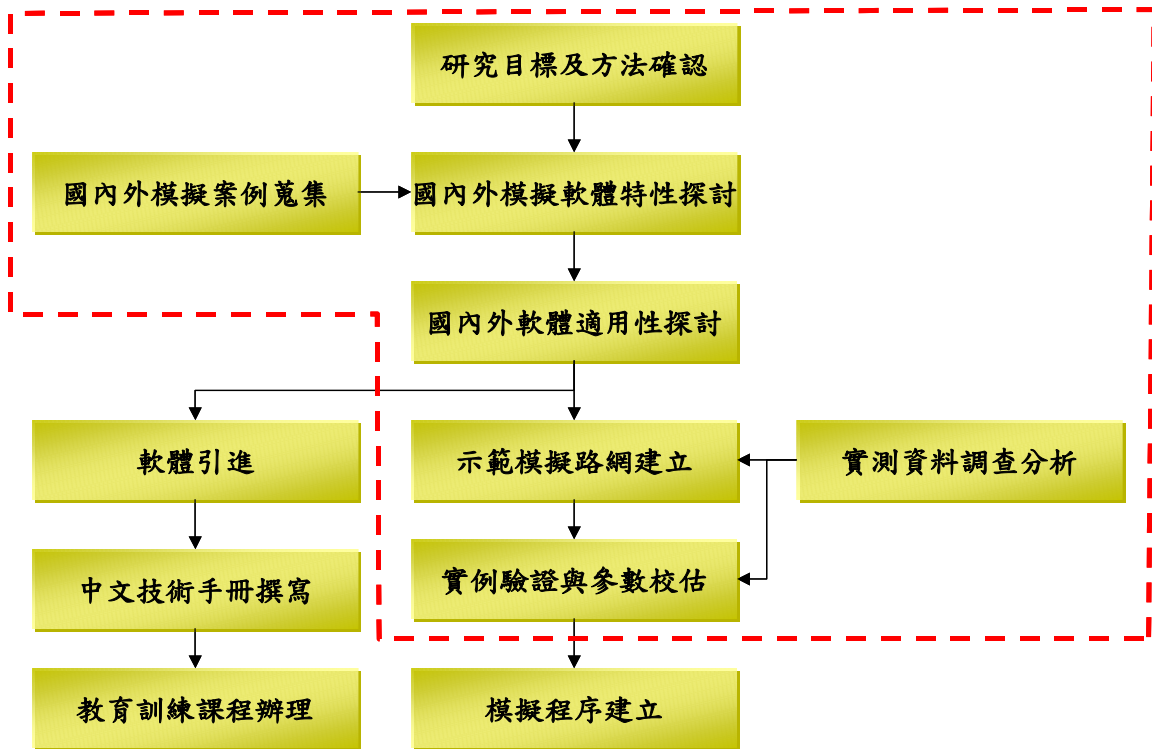 研究目標及方法確認
國內外模擬案例蒐集
國內外模擬軟體特性探討
國內外軟體適用性探討
軟體引進
示範模擬路網建立
實測資料調查分析
中文技術手冊撰寫
實例驗證與參數校估
教育訓練課程辦理
模擬程序建立